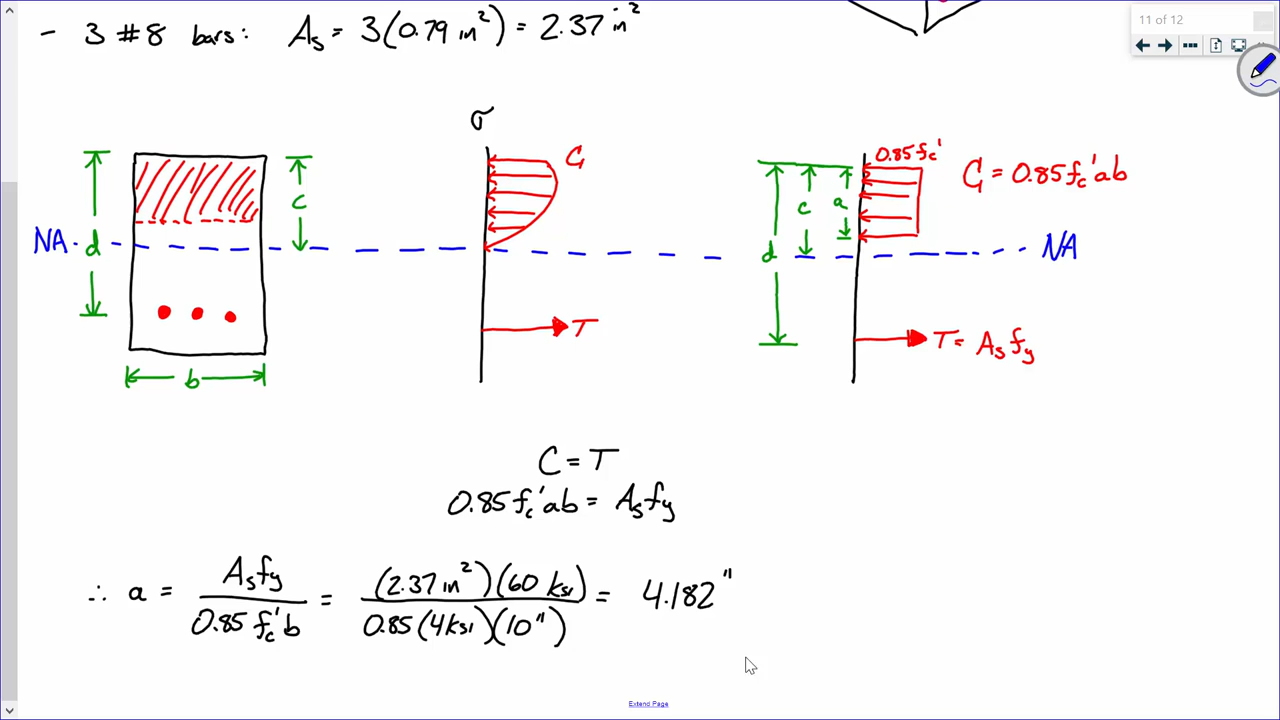 - 3 #8 bars: As = 3(0.79 in²) = 2.37 in²
11 of 12
σ
C
0.85fc'
C = 0.85fc'ab
c
c
a
NA
d
d
NA
T
T = As fy
b
C = T
0.85fc'ab = Asfy
∴ a = Asfy / 0.85 fc'b = (2.37 in²)(60 ksi) / 0.85(4ksi)(10") = 4.182"
Extend Page